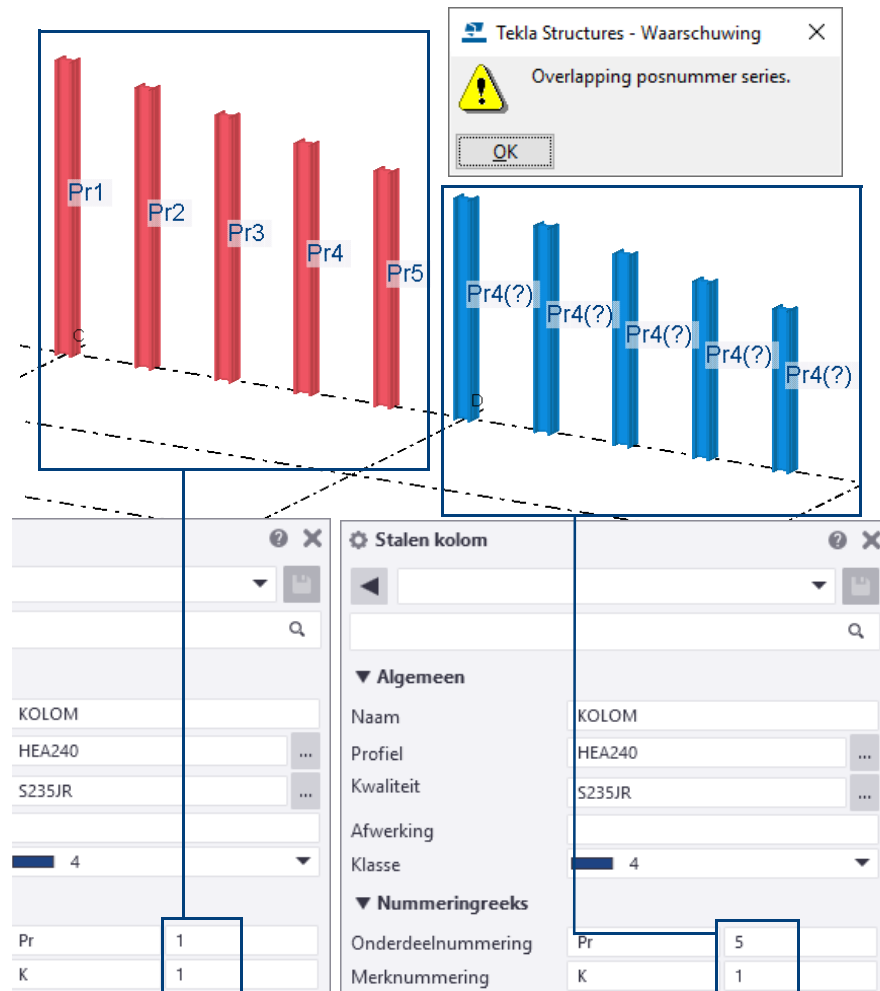 Tekla Structures - Waarschuwing
Overlapping posnummer series.
OK
Pr1
Pr2
Pr3
Pr4
Pr5
C
Pr4(?)
Pr4(?)
Pr4(?)
Pr4(?)
Pr4(?)
D
KOLOM
HEA240
...
S235JR
...
4
Pr 1
K 1
Stalen kolom
Algemeen
Naam KOLOM
Profiel HEA240 ...
Kwaliteit S235JR ...
Afwerking
Klasse 4
Nummeringreeks
Onderdeelnummering Pr 5
Merknummering K 1